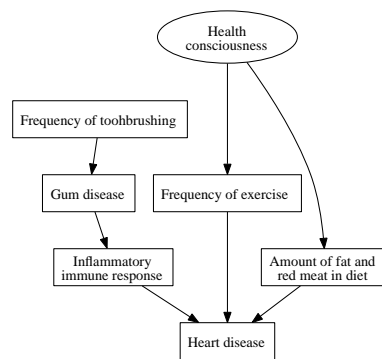 Health
consciousness
Frequency of toohbrushing
Gum disease
Frequency of exercise
Inflammatory
immune response
Amount of fat and
red meat in diet
Heart disease